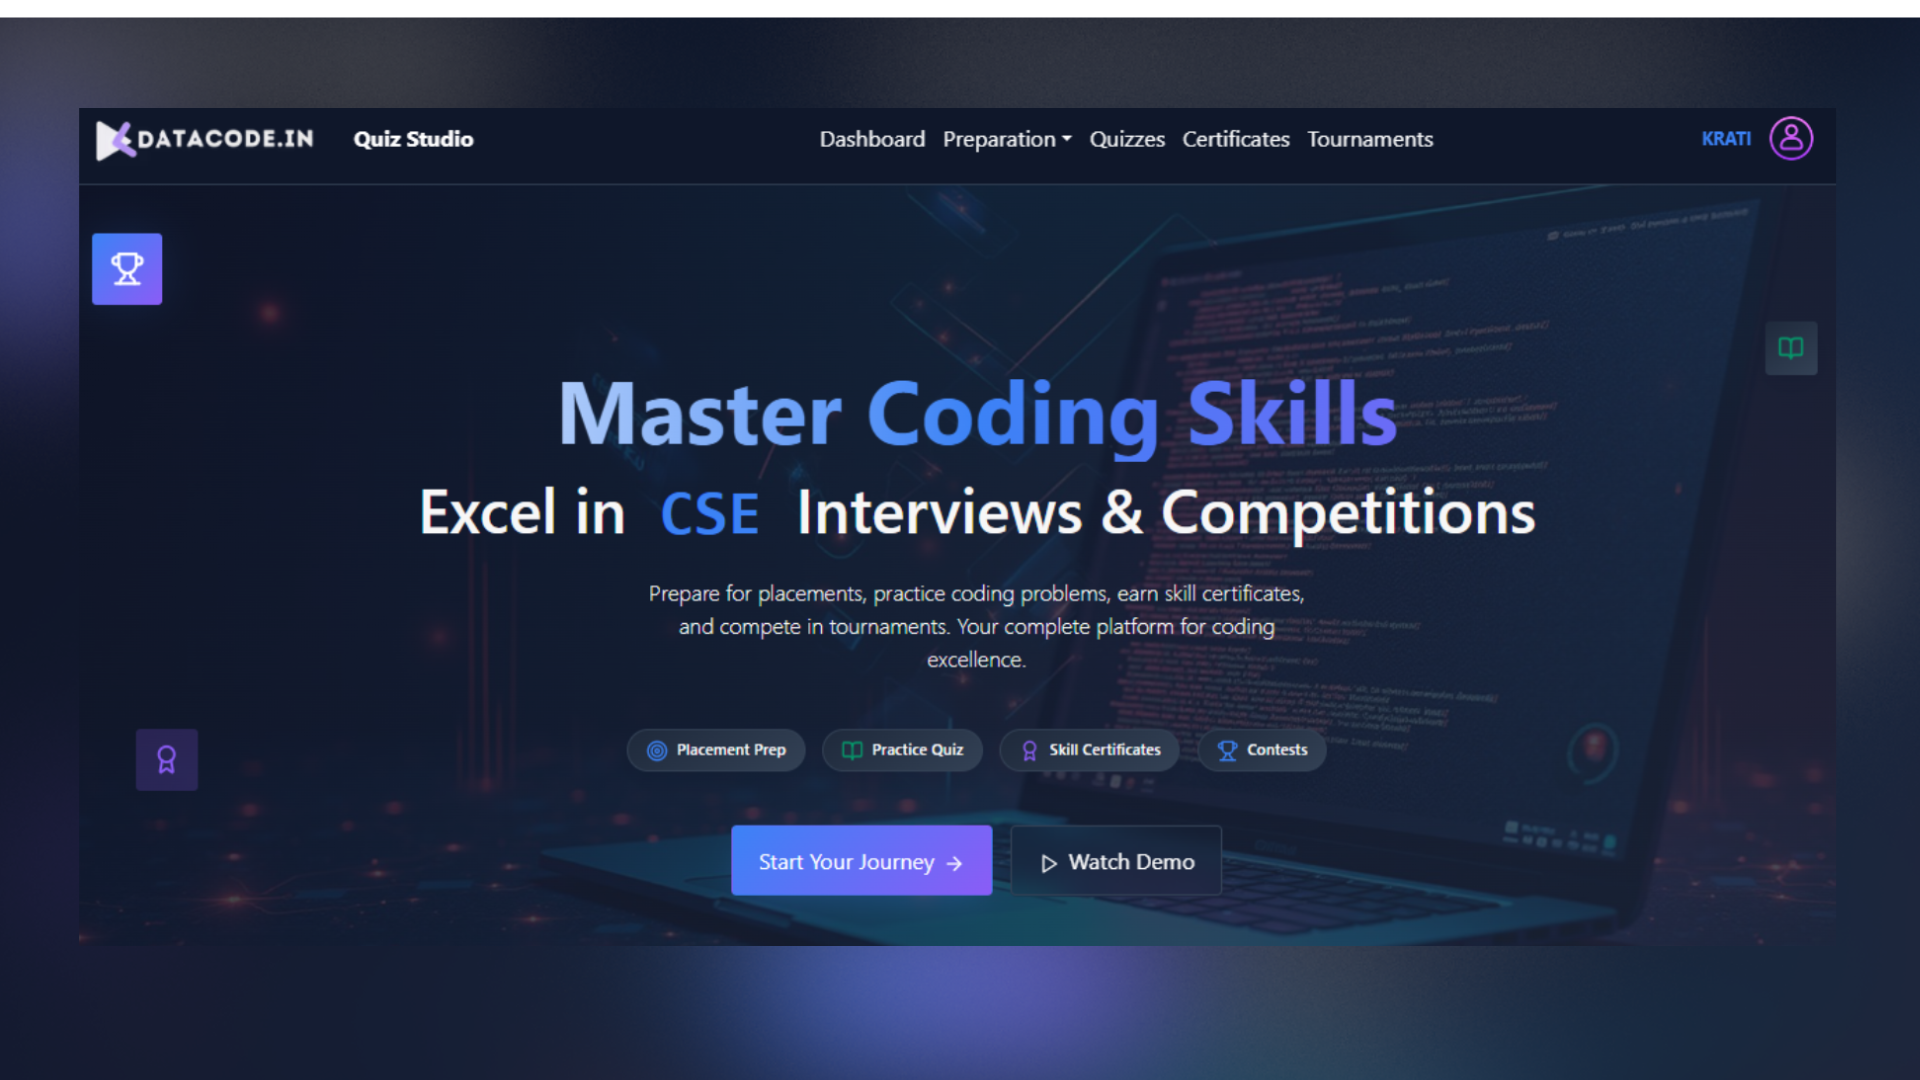 DATACODE.IN Quiz Studio Dashboard Preparation Quizzes Certificates Tournaments KRATI
Master Coding Skills
Excel in CSE Interviews & Competitions
Prepare for placements, practice coding problems, earn skill certificates,
and compete in tournaments. Your complete platform for coding
excellence.
Placement Prep Practice Quiz Skill Certificates Contests
Start Your Journey → Watch Demo